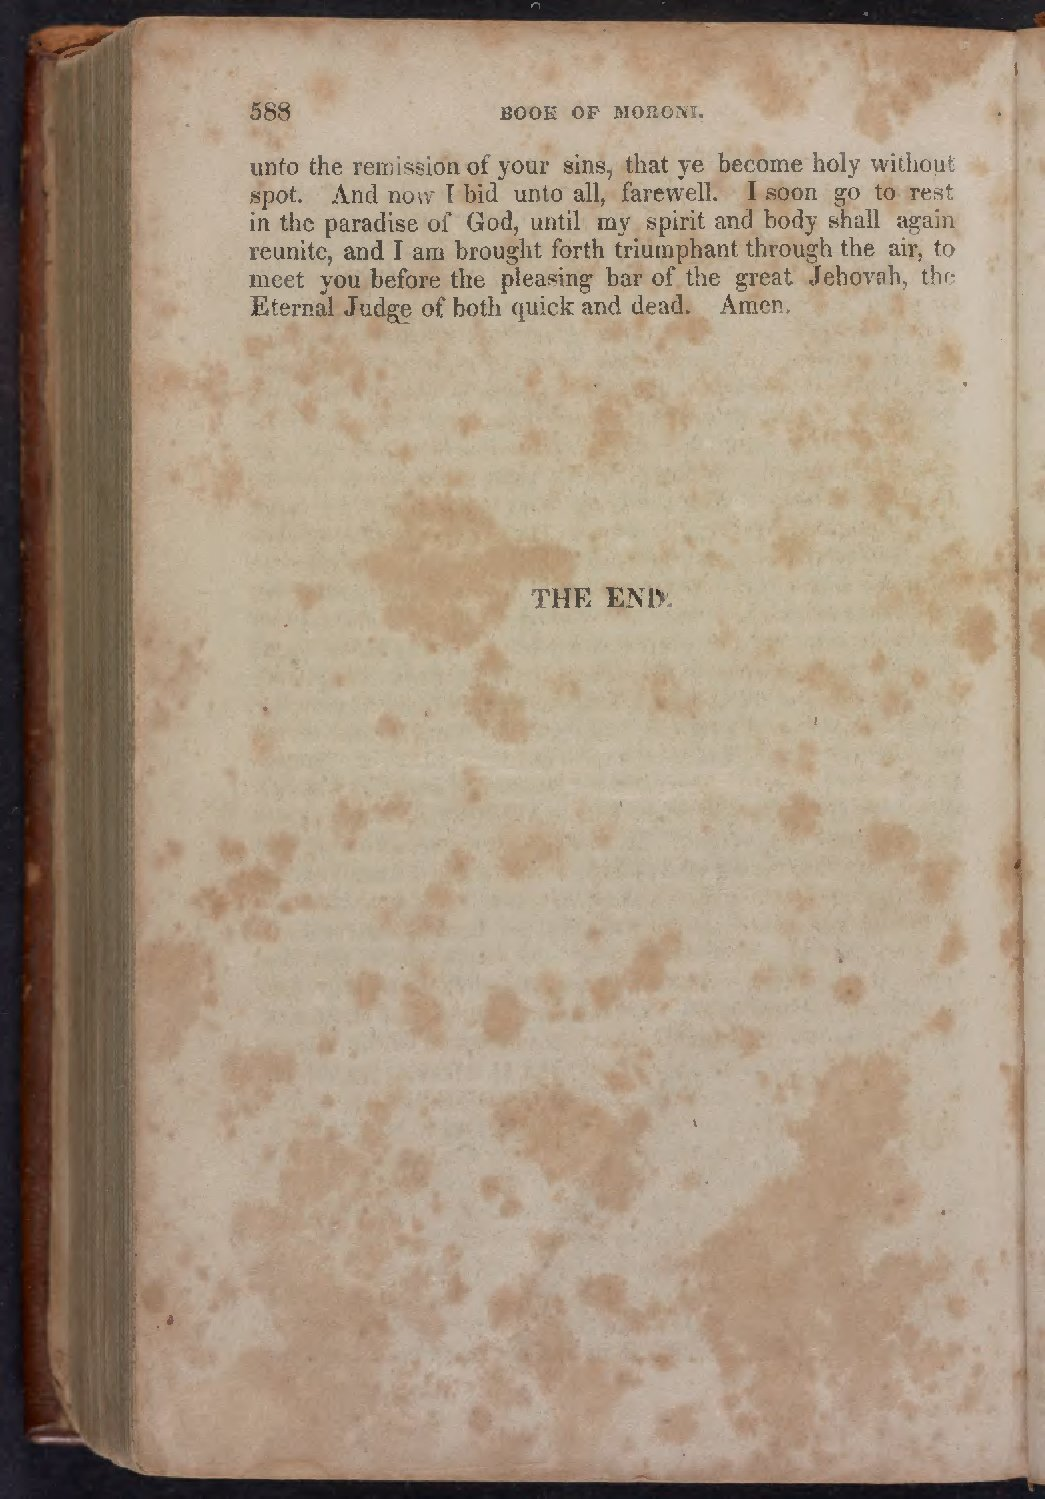 588 BOOK OF MORONI.
unto the remission of your sins, that ye become holy without
spot. And now I bid unto all, farewell. I soon go to rest
in the paradise of God, until my spirit and body shall again
reunite, and I am brought forth triumphant through the air, to
meet you before the pleasing bar of the great Jehovah, the
Eternal Judge of both quick and dead. Amen.
THE END.